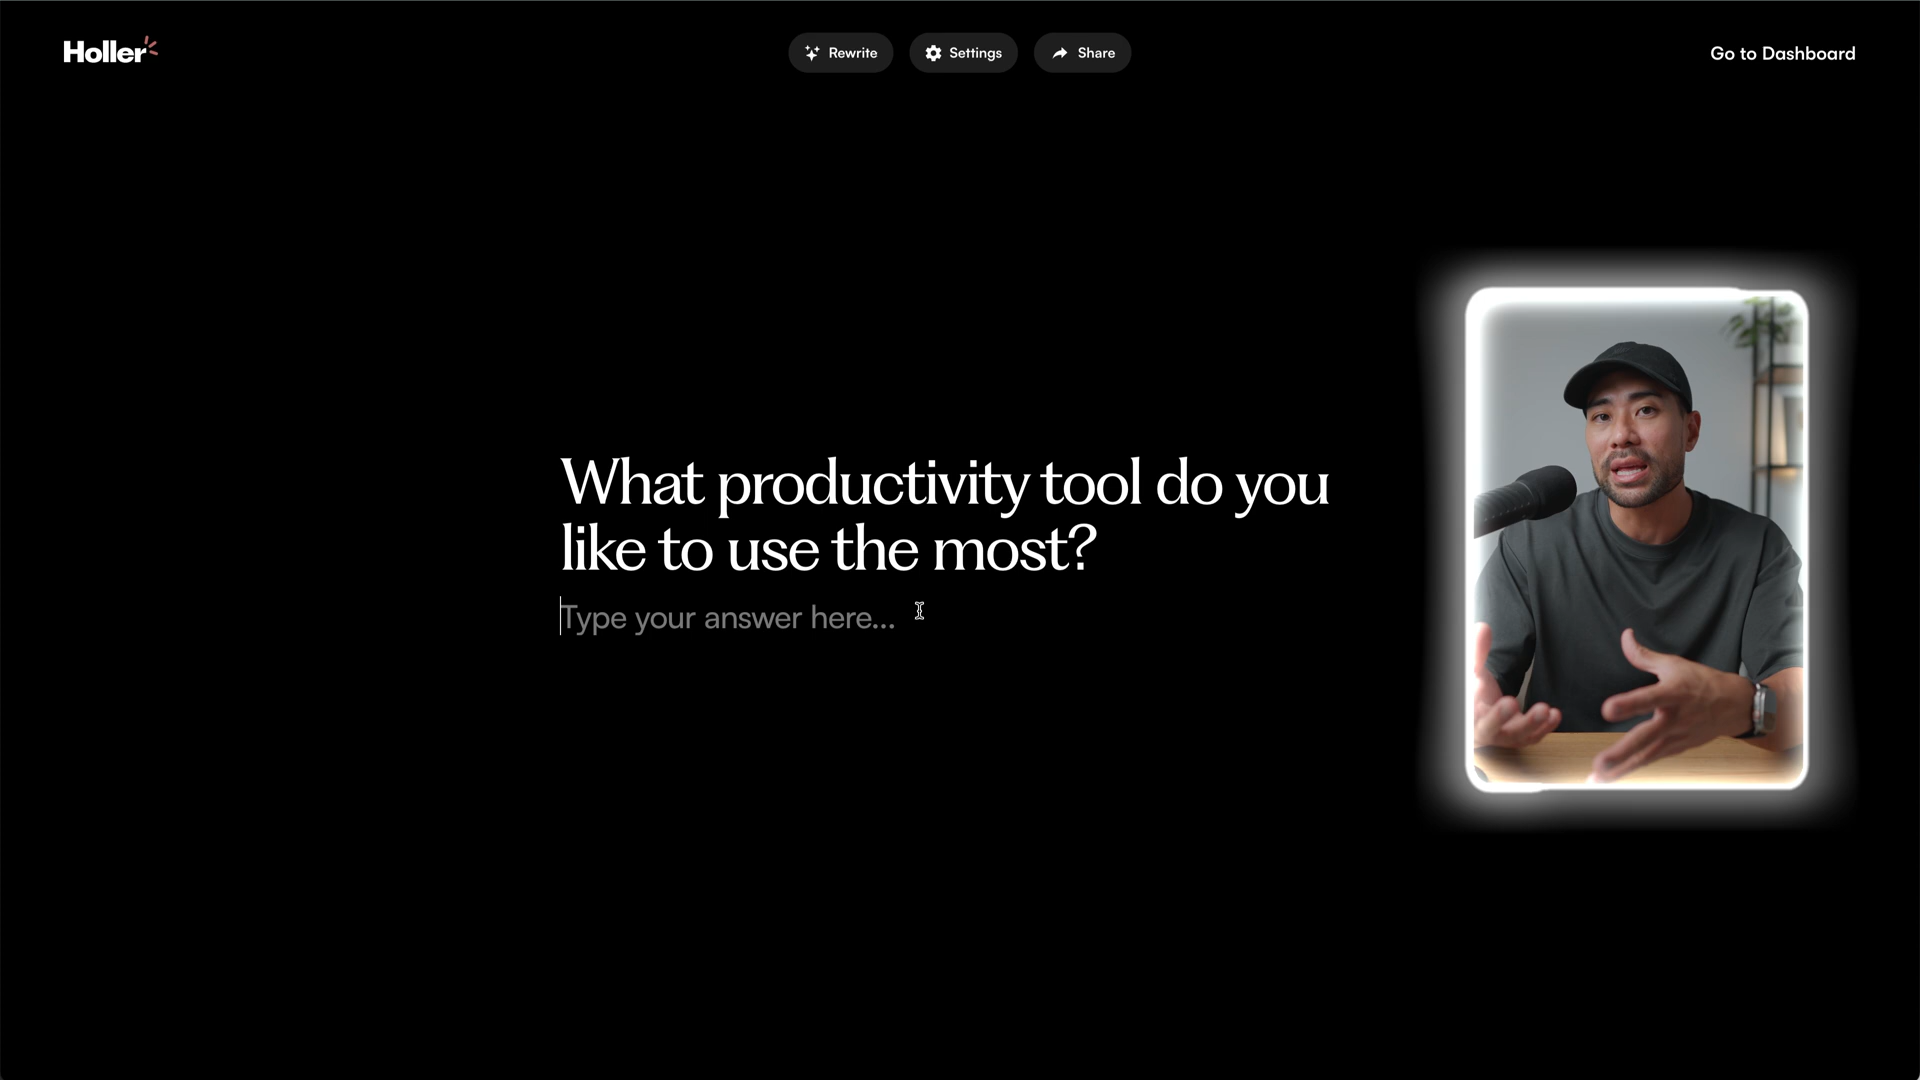 Holler
Rewrite
Settings
Share
Go to Dashboard
What productivity tool do you
like to use the most?
Type your answer here...